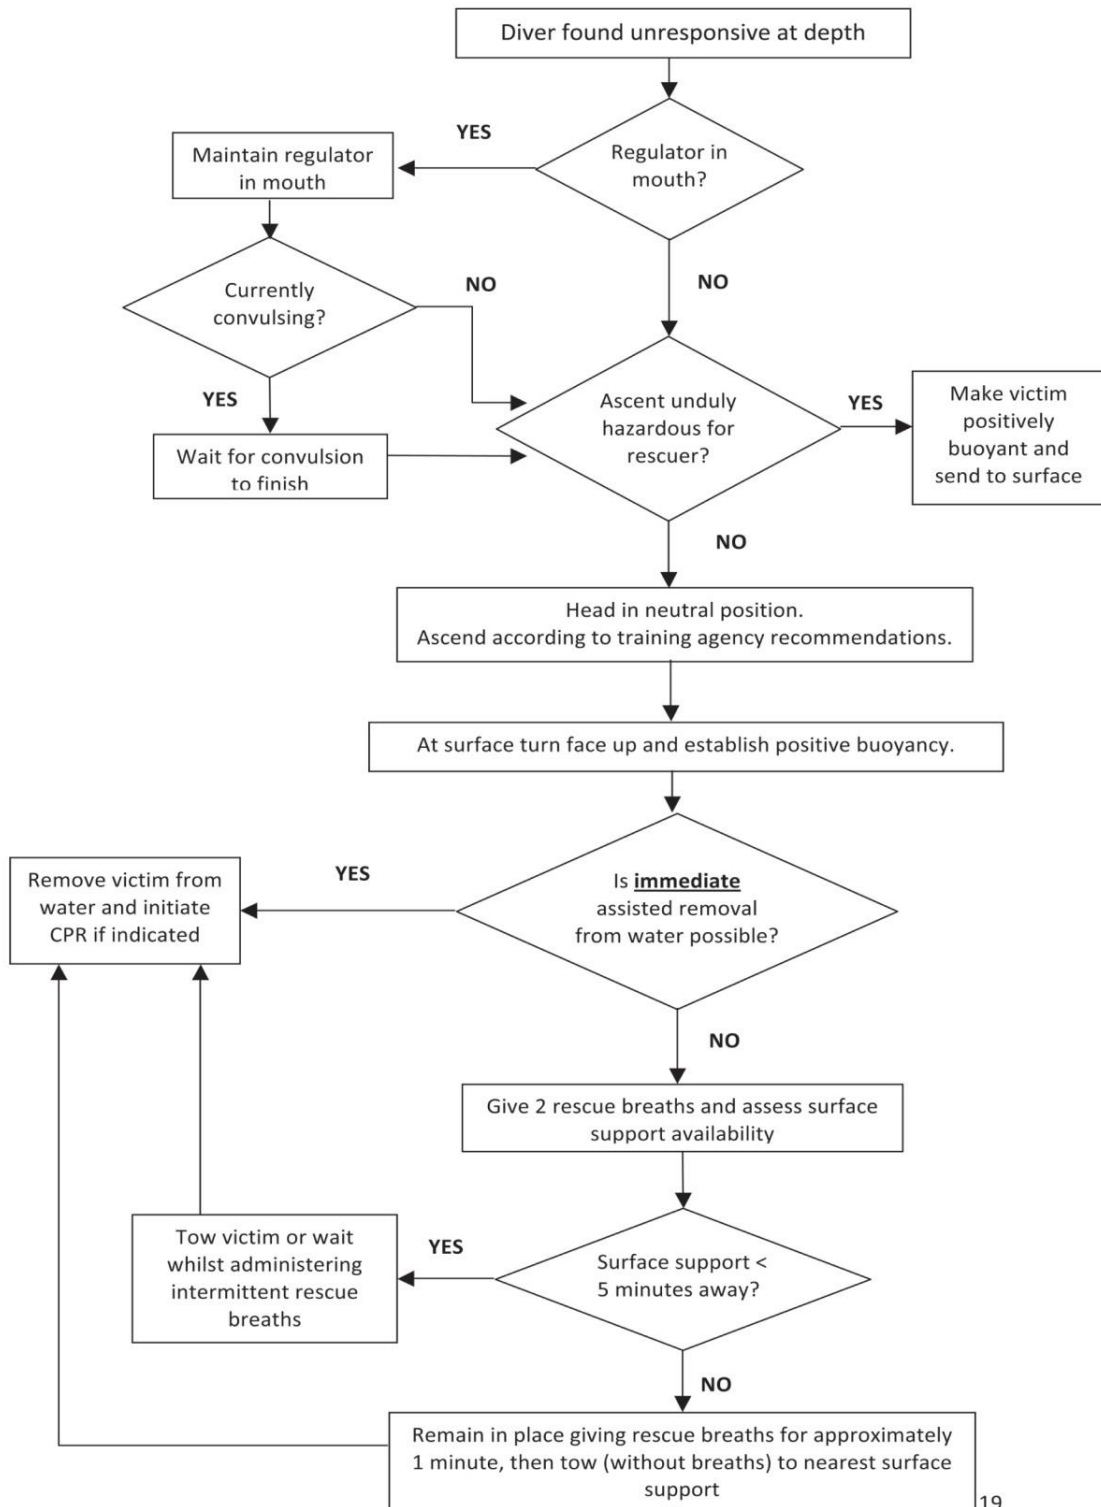 Diver found unresponsive at depth
YES
Regulator in
mouth?
Maintain regulator
in mouth
NO
Currently
convulsing?
NO
YES
Wait for convulsion
to finish
Ascent unduly
hazardous for
rescuer?
YES
Make victim
positively
buoyant and
send to surface
NO
Head in neutral position.
Ascend according to training agency recommendations.
At surface turn face up and establish positive buoyancy.
Is immediate
assisted removal
from water possible?
YES
Remove victim from
water and initiate
CPR if indicated
NO
Give 2 rescue breaths and assess surface
support availability
Surface support <
5 minutes away?
YES
Tow victim or wait
whilst administering
intermittent rescue
breaths
NO
Remain in place giving rescue breaths for approximately
1 minute, then tow (without breaths) to nearest surface
support
19